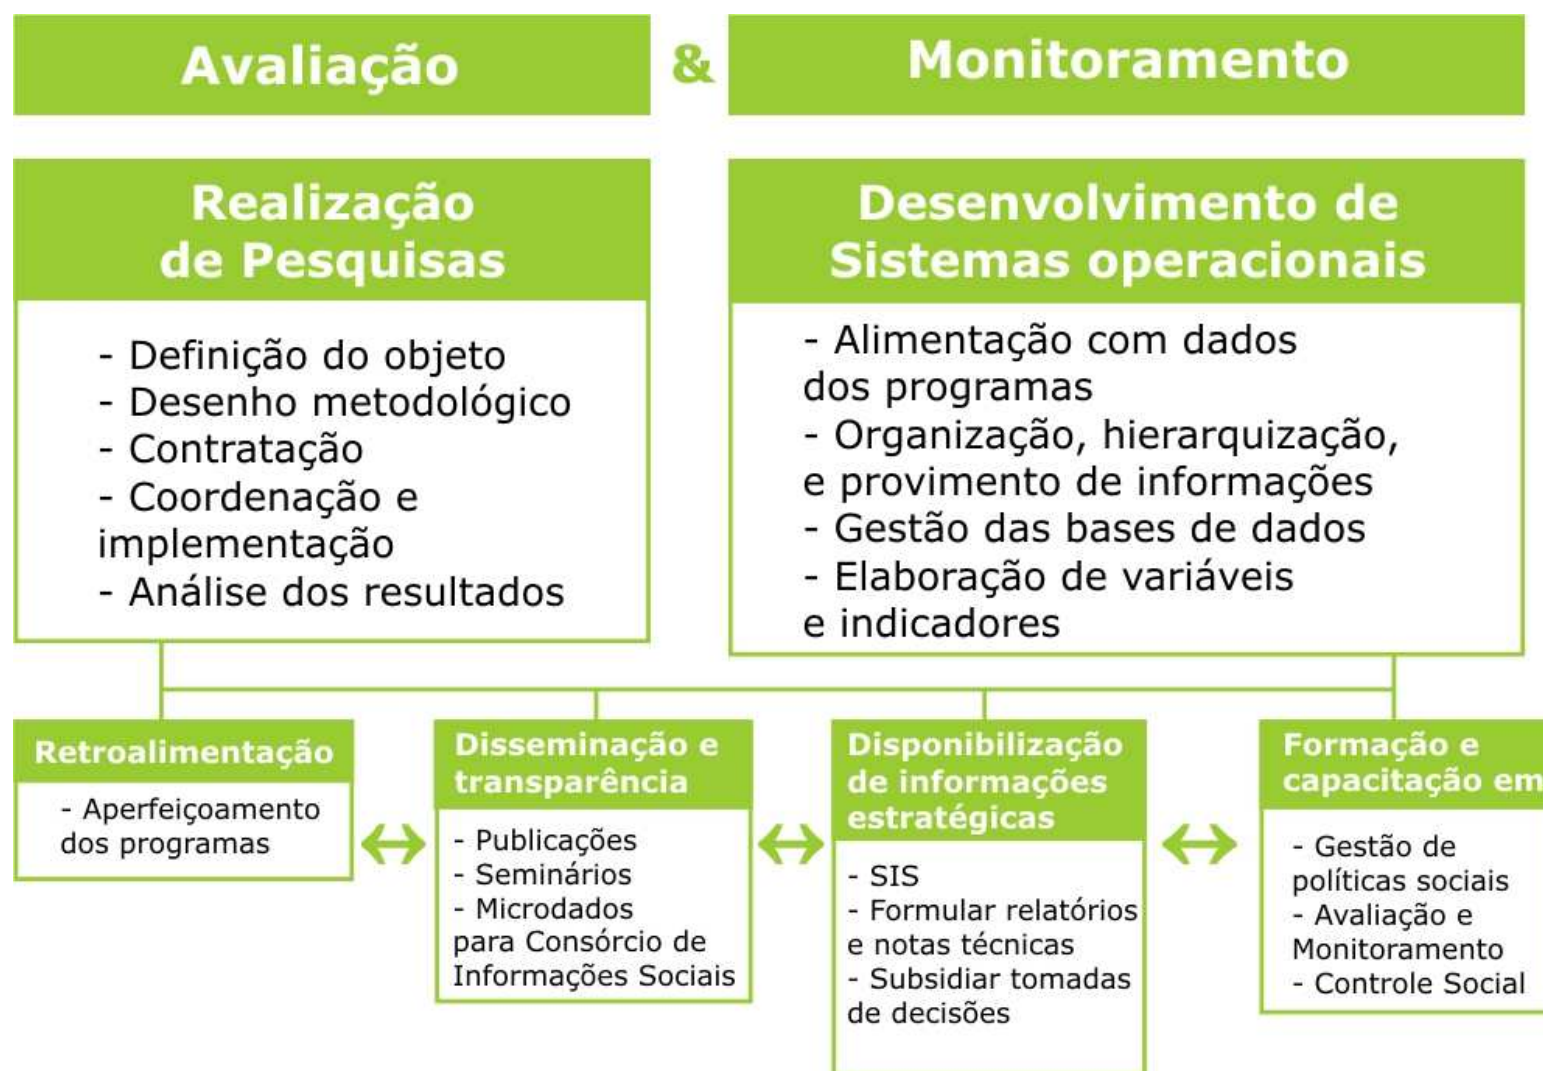 Avaliação
&
Monitoramento
Realização
de Pesquisas
- Definição do objeto
- Desenho metodológico
- Contratação
- Coordenação e
implementação
- Análise dos resultados
Desenvolvimento de
Sistemas operacionais
- Alimentação com dados
dos programas
- Organização, hierarquização,
e provimento de informações
- Gestão das bases de dados
- Elaboração de variáveis
e indicadores
Retroalimentação
- Aperfeiçoamento
dos programas
Disseminação e
transparência
- Publicações
- Seminários
- Microdados
para Consórcio de
Informações Sociais
Disponibilização
de informações
estratégicas
- SIS
- Formular relatórios
e notas técnicas
- Subsidiar tomadas
de decisões
Formação e
capacitação em
- Gestão de
políticas sociais
- Avaliação e
Monitoramento
- Controle Social